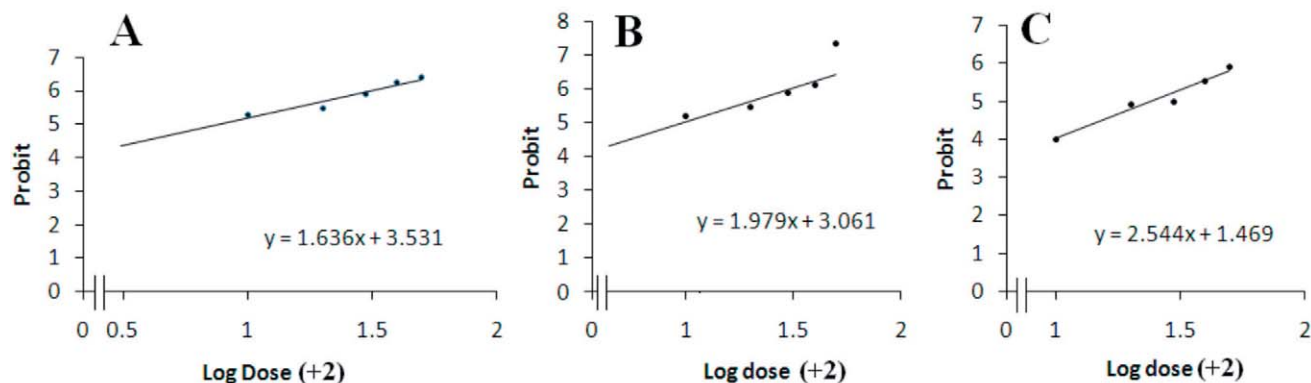 A
7
6
5
4
3
2
1
0
Probit
y = 1.636x + 3.531
0 0.5 1 1.5 2
Log Dose (+2)
B
8
7
6
5
4
3
2
1
0
Probit
y = 1.979x + 3.061
0 1 1.5 2
Log dose (+2)
C
7
6
5
4
3
2
1
0
Probit
y = 2.544x + 1.469
0 1 1.5 2
Log dose (+2)